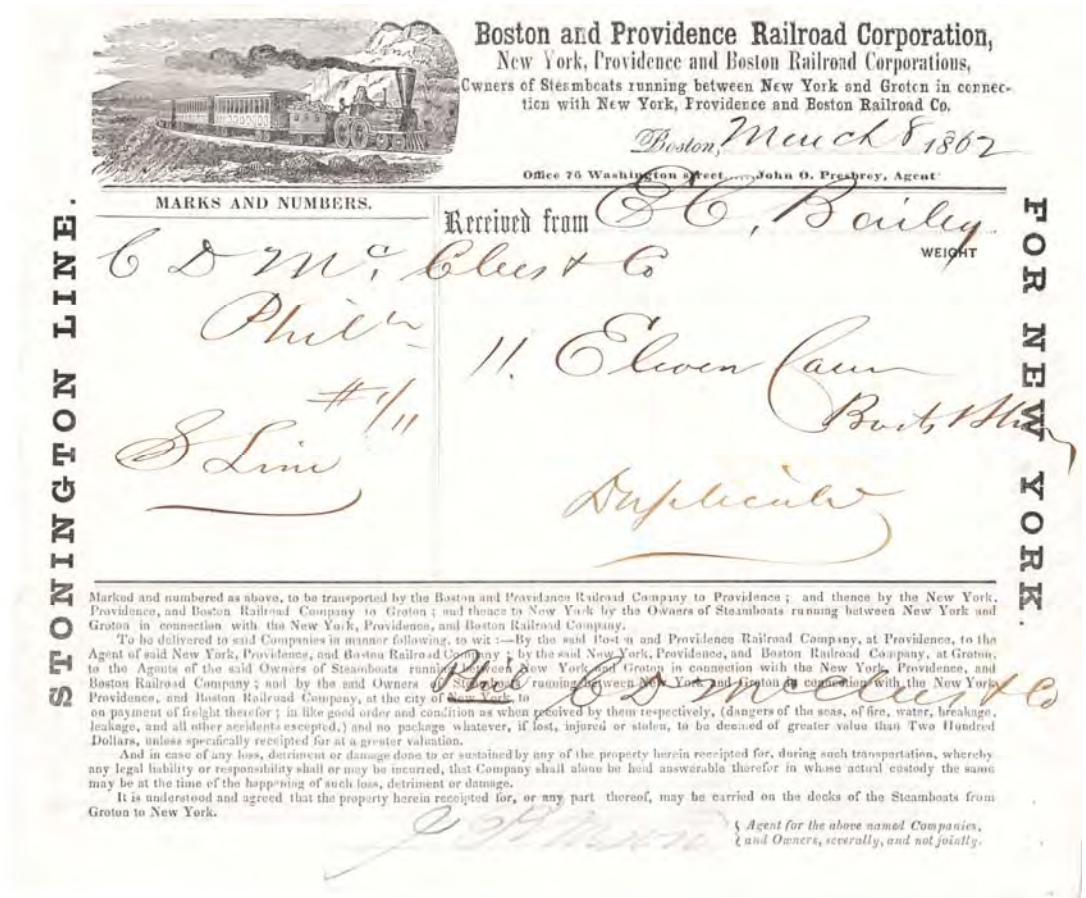 Boston and Providence Railroad Corporation,
New York, Providence and Boston Railroad Corporations,
Owners of Steamboats running between New York and Groton in connec-
tion with New York, Providence and Boston Railroad Co.
Boston, March 8 1862
Office 76 Washington street......John O. Presbrey, Agent
STONINGTON LINE.
MARKS AND NUMBERS.
Received from E C, Bailey
WEIGHT
C D Mc. Clees & Co
Phila
11. Eleven Cases
Boots & Shoes
# 1/11
S Line
Duplicate
FOR NEW YORK.
Marked and numbered as above, to be transported by the Boston and Providence Railroad Company to Providence ; and thence by the New York,
Providence, and Boston Railroad Company to Groton ; and thence to New York by the Owners of Steamboats running between New York and
Groton in connection with the New York, Providence, and Boston Railroad Company.
To be delivered to said Companies in manner following, to wit :—By the said Boston and Providence Railroad Company, at Providence, to the
Agent of said New York, Providence, and Boston Railroad Company ; by the said New York, Providence, and Boston Railroad Company, at Groton,
to the Agents of the said Owners of Steamboats running between New York and Groton in connection with the New York, Providence, and
Boston Railroad Company ; and by the said Owners of Steamboats running between New York and Groton in connection with the New York
Providence, and Boston Railroad Company, at the city of New York, to
Phila C D McClees & Co
on payment of freight therefor ; in like good order and condition as when received by them respectively, (dangers of the seas, of fire, water, breakage,
leakage, and all other accidents excepted,) and no package whatever, if lost, injured or stolen, to be deemed of greater value than Two Hundred
Dollars, unless specifically receipted for at a greater valuation.
And in case of any loss, detriment or damage done to or sustained by any of the property herein receipted for, during such transportation, whereby
any legal liability or responsibility shall or may be incurred, that Company shall alone be held answerable therefor in whose actual custody the same
may be at the time of the happening of such loss, detriment or damage.
It is understood and agreed that the property herein receipted for, or any part thereof, may be carried on the decks of the Steamboats from
Groton to New York.
Agent for the above named Companies,
and Owners, severally, and not jointly.